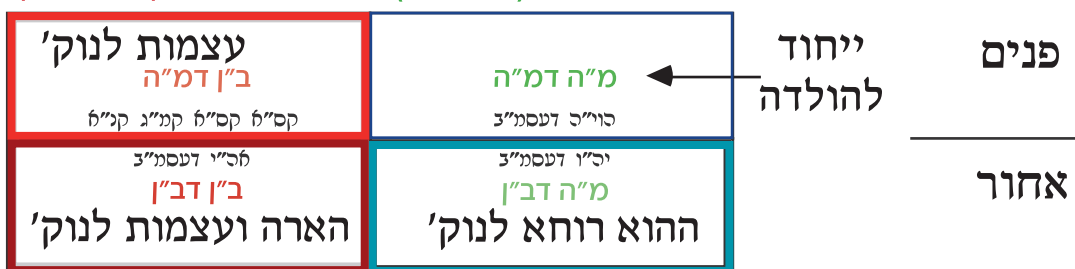 פנים
ייחוד
להולדה
מ״ה דמ״ה
הוי״ה דעסמ״ב
עצמות לנוק׳
ב״ן דמ״ה
קס״א קס״א קמ״ג קנ״א
אחור
יה״ו דעסמ״ב
מ״ה דב״ן
ההוא רוחא לנוק׳
אה״י דעסמ״ב
ב״ן דב״ן
הארה ועצמות לנוק׳